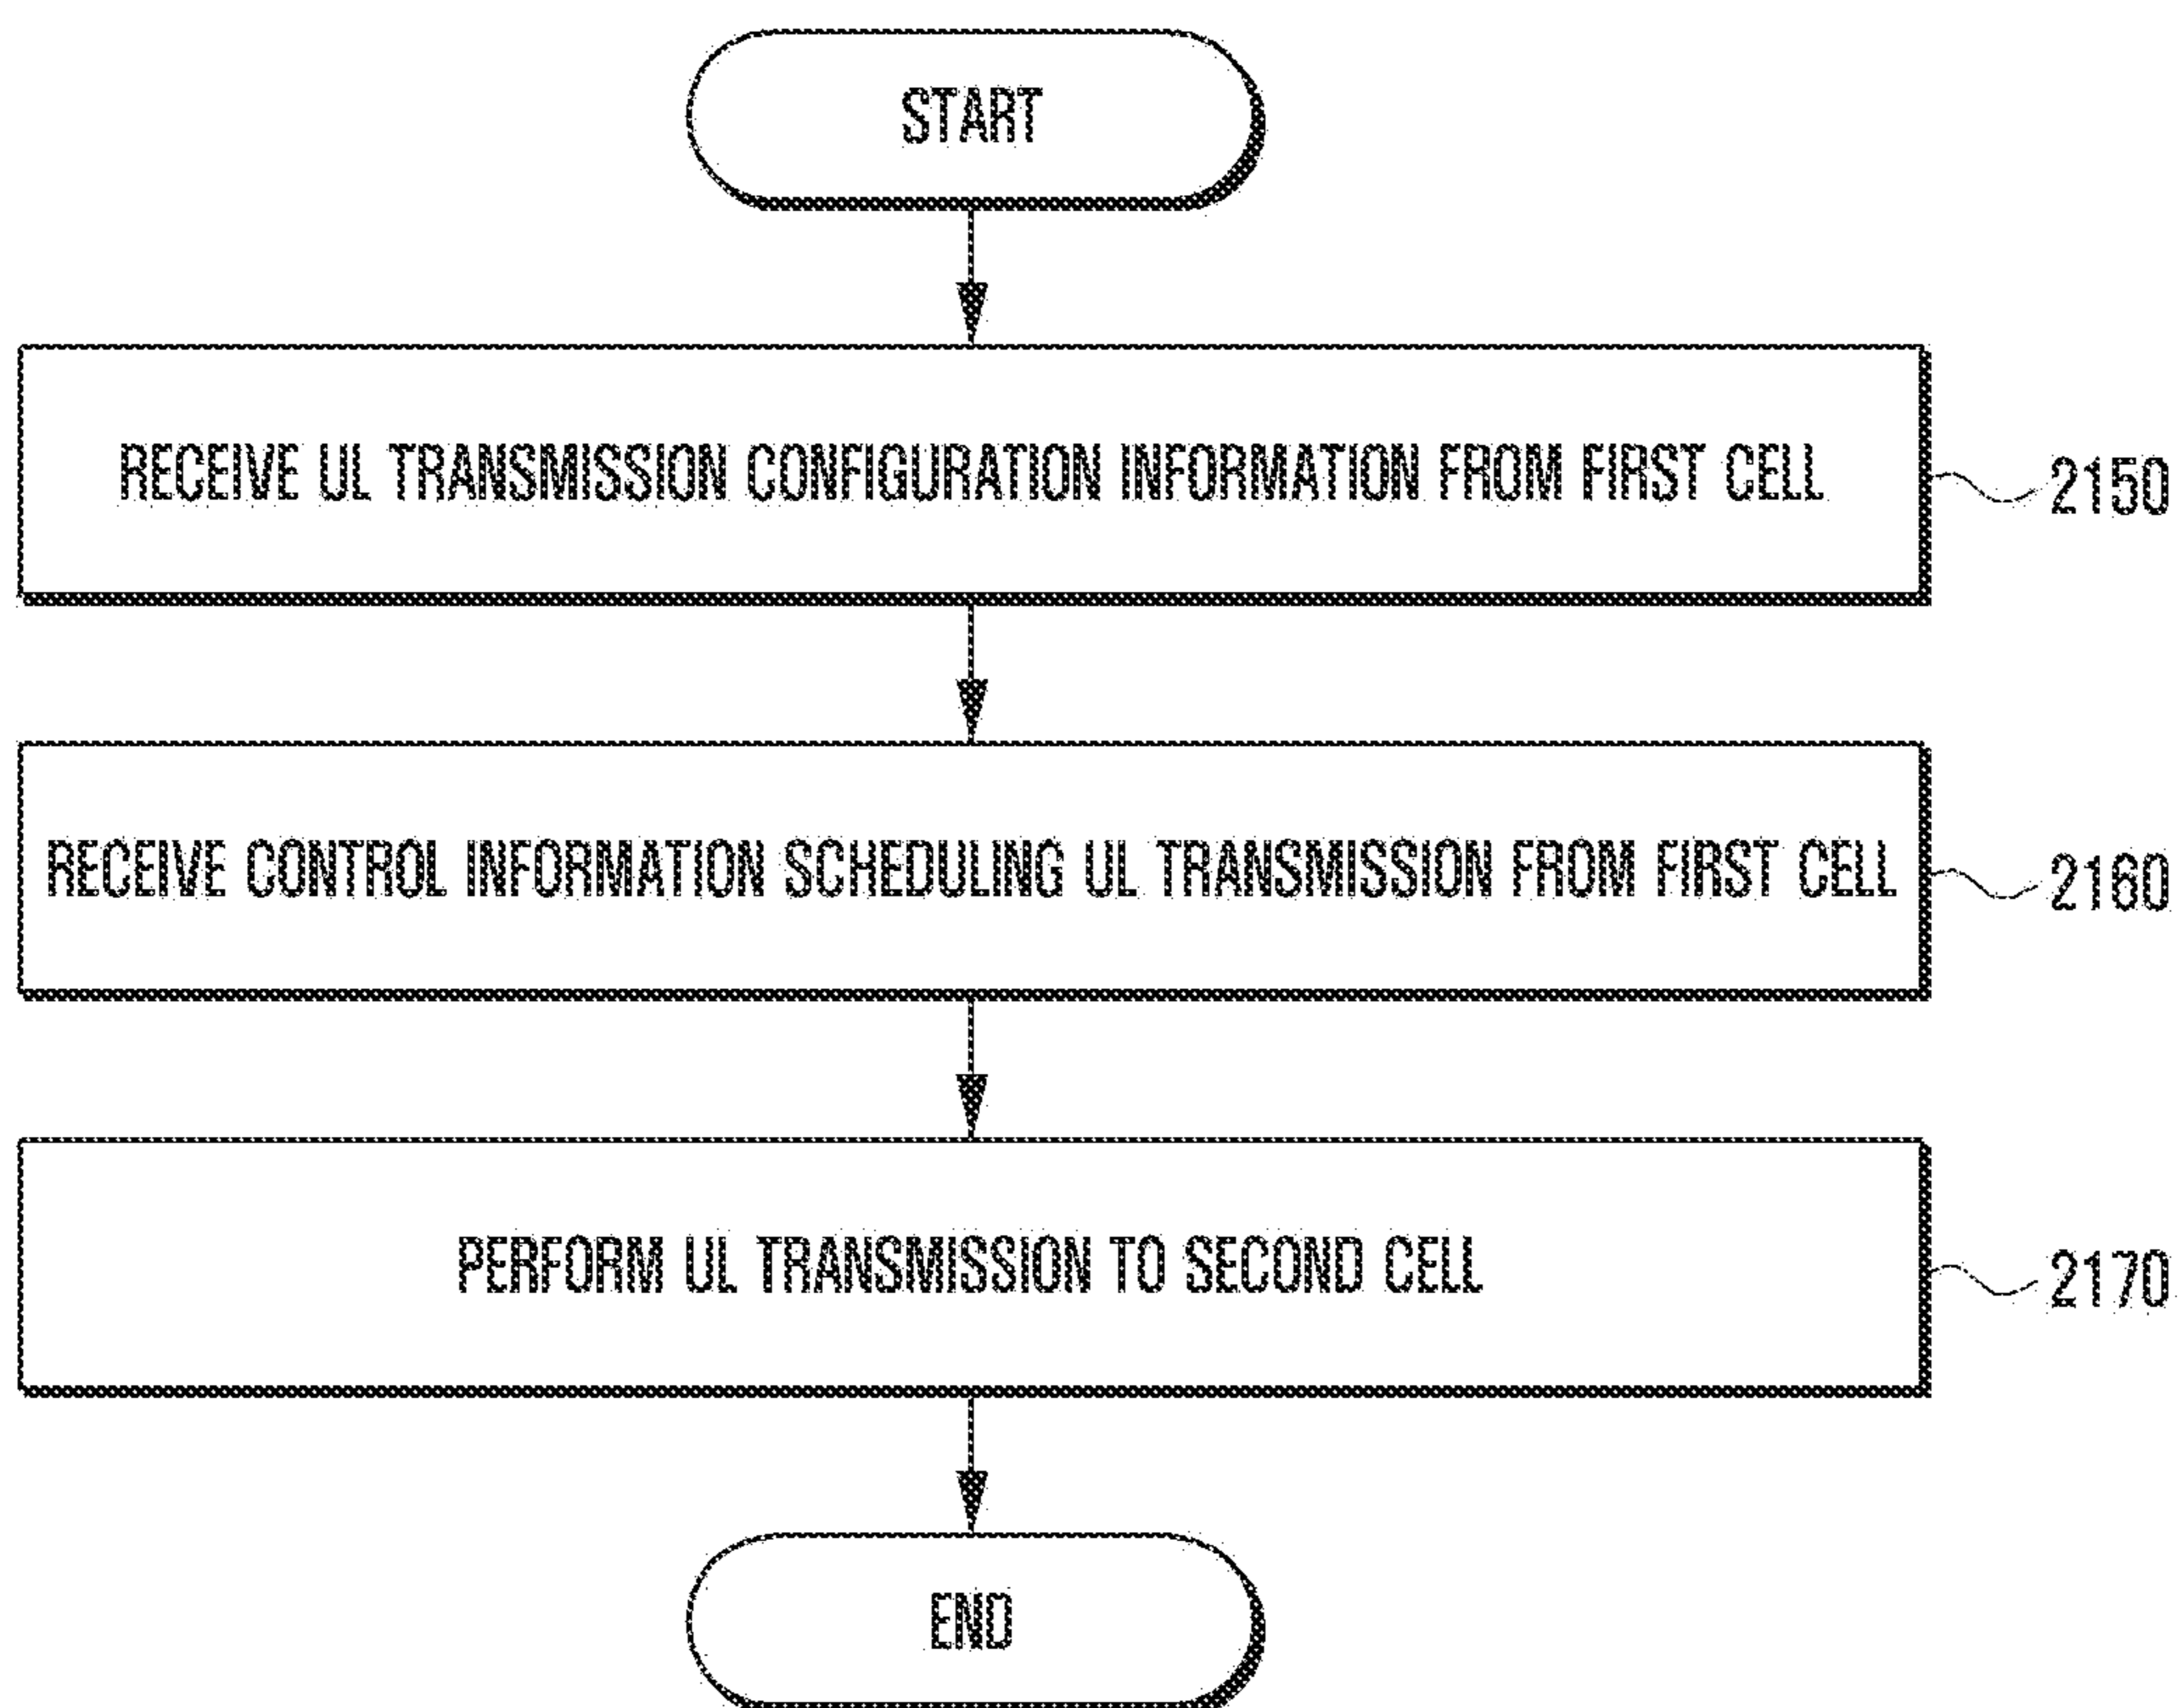 START
RECEIVE UL TRANSMISSION CONFIGURATION INFORMATION FROM FIRST CELL
2150
RECEIVE CONTROL INFORMATION SCHEDULING UL TRANSMISSION FROM FIRST CELL
2160
PERFORM UL TRANSMISSION TO SECOND CELL
2170
END